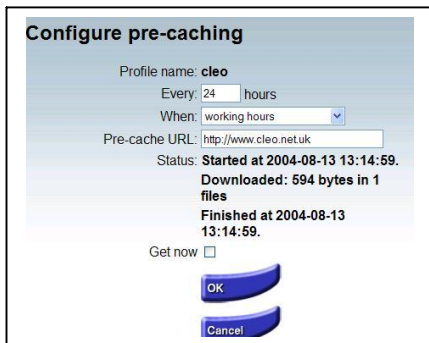 Configure pre-caching
Profile name: cleo
Every: 24 hours
When: working hours
Pre-cache URL: http://www.cleo.net.uk
Status: Started at 2004-08-13 13:14:59.
Downloaded: 594 bytes in 1
files
Finished at 2004-08-13
13:14:59.
Get now
OK
Cancel